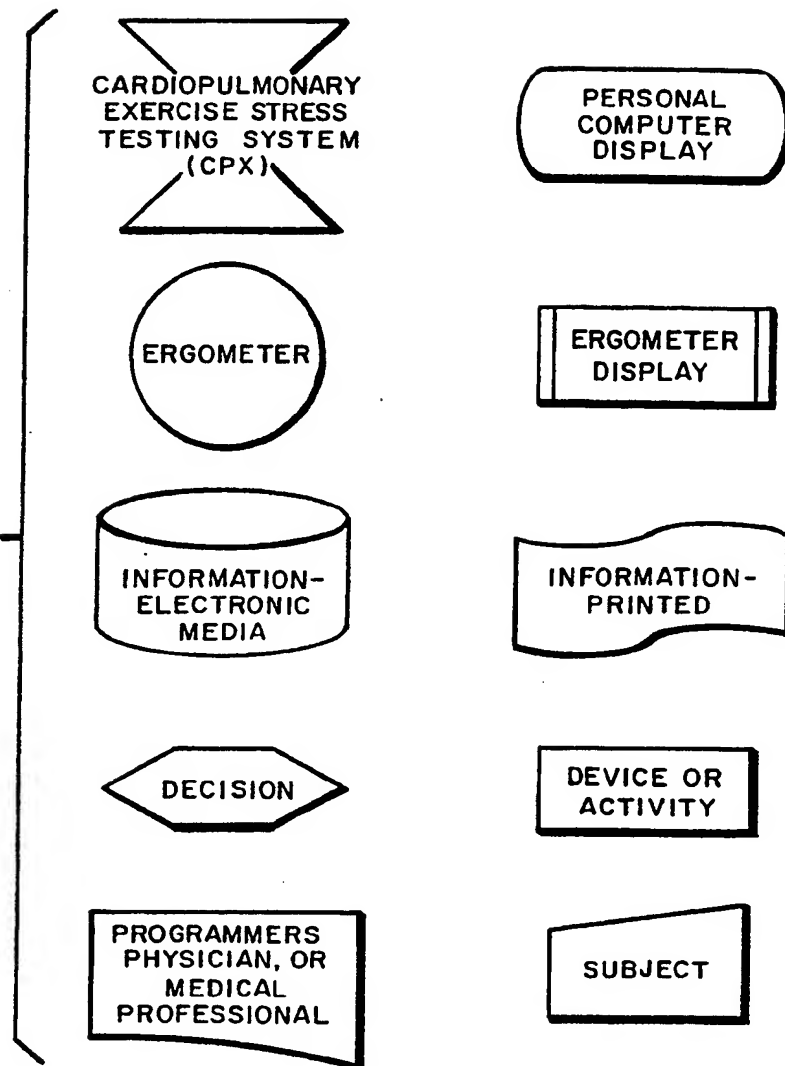 CARDIOPULMONARY
EXERCISE STRESS
TESTING SYSTEM
(CPX)
PERSONAL
COMPUTER
DISPLAY
ERGOMETER
ERGOMETER
DISPLAY
INFORMATION-
ELECTRONIC
MEDIA
INFORMATION-
PRINTED
DECISION
DEVICE OR
ACTIVITY
PROGRAMMERS
PHYSICIAN, OR
MEDICAL
PROFESSIONAL
SUBJECT